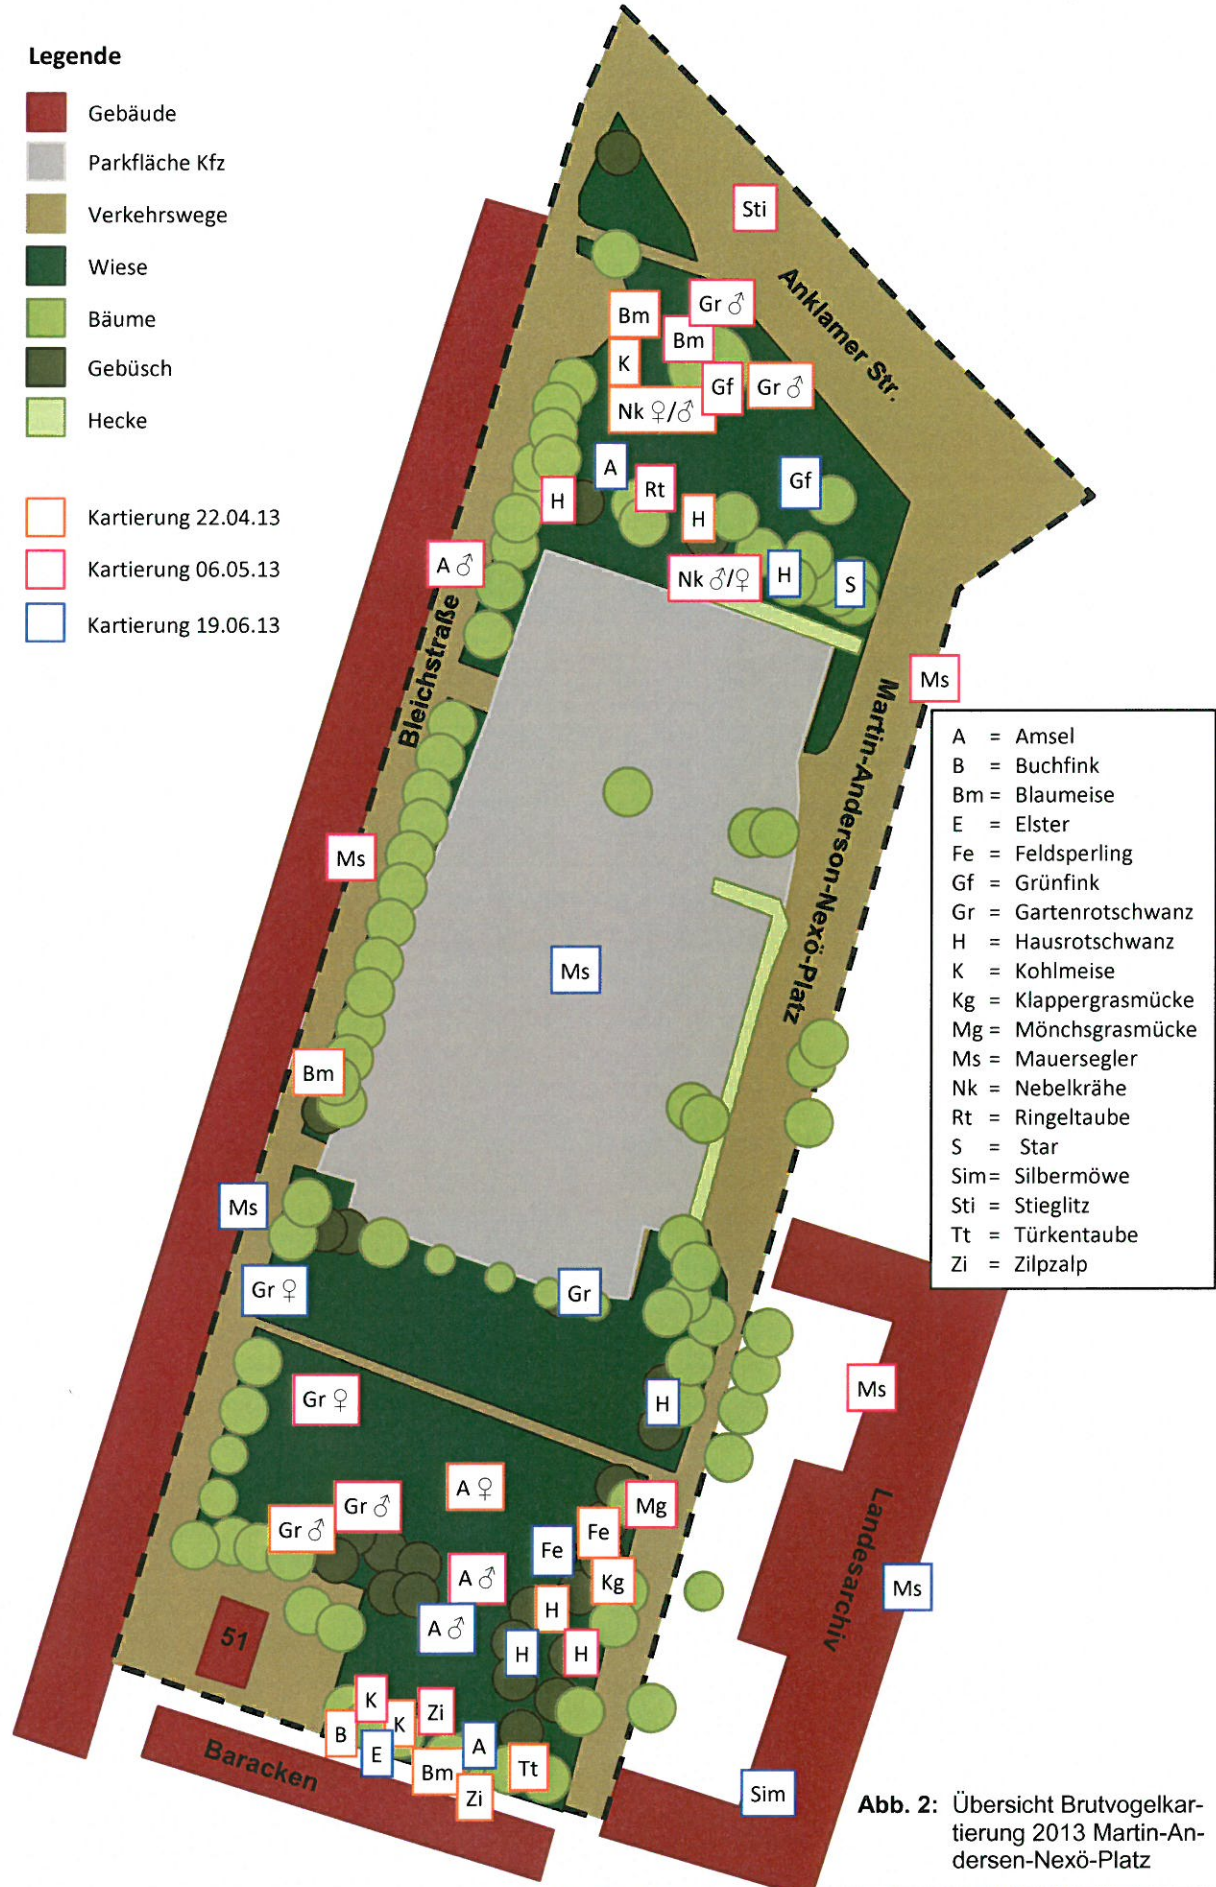 Legende
Gebäude
Parkfläche Kfz
Verkehrswege
Wiese
Bäume
Gebüsch
Hecke
Kartierung 22.04.13
Kartierung 06.05.13
Kartierung 19.06.13
Sti
Anklamer Str.
Gr ♂
Bm
Bm
K
Gf
Gr ♂
Nk ♀/♂
A
Rt
Gf
H
H
A ♂
Nk ♂/♀
H
S
Bleichstraße
Ms
Martin-Anderson-Nexö-Platz
A = Amsel
B = Buchfink
Bm = Blaumeise
E = Elster
Fe = Feldsperling
Gf = Grünfink
Gr = Gartenrotschwanz
H = Hausrotschwanz
K = Kohlmeise
Kg = Klappergrasmücke
Mg = Mönchsgrasmücke
Ms = Mauersegler
Nk = Nebelkrähe
Rt = Ringeltaube
S = Star
Sim= Silbermöwe
Sti = Stieglitz
Tt = Türkentaube
Zi = Zilpzalp
Ms
Ms
Bm
Ms
Gr ♀
Gr
Gr ♀
H
Ms
A ♀
Gr ♂
Mg
Gr ♂
Fe
Fe
A ♂
Kg
Landesarchiv
Ms
H
A ♂
51
H
H
K
Zi
K
B
A
E
Bm
Tt
Zi
Baracken
Sim
Abb. 2: Übersicht Brutvogelkar-
tierung 2013 Martin-An-
dersen-Nexö-Platz